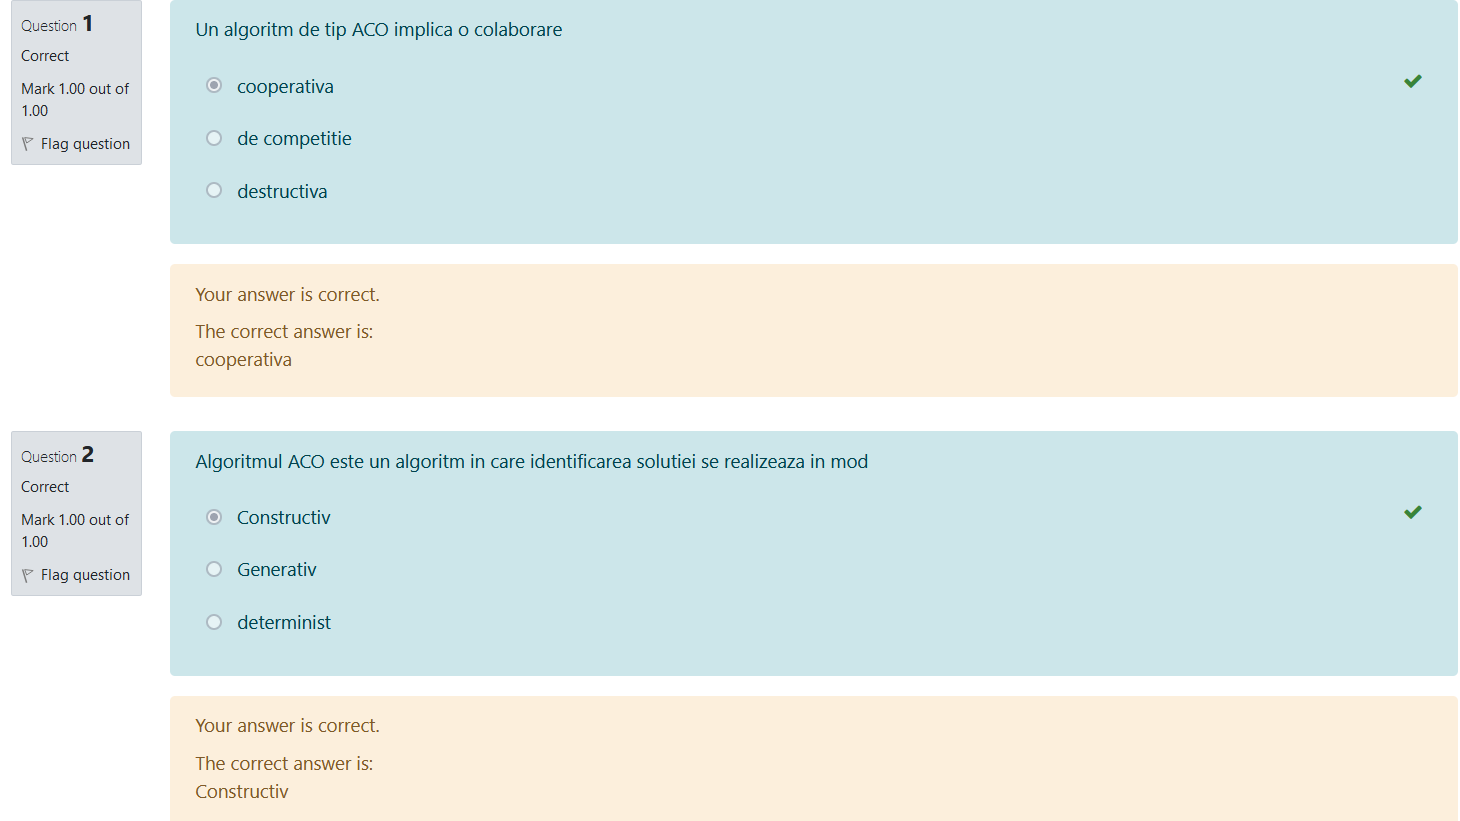 Question 1
Correct
Mark 1.00 out of
1.00
Flag question
Un algoritm de tip ACO implica o colaborare
cooperativa
de competitie
destructiva
Your answer is correct.
The correct answer is:
cooperativa
Question 2
Correct
Mark 1.00 out of
1.00
Flag question
Algoritmul ACO este un algoritm in care identificarea solutiei se realizeaza in mod
Constructiv
Generativ
determinist
Your answer is correct.
The correct answer is:
Constructiv